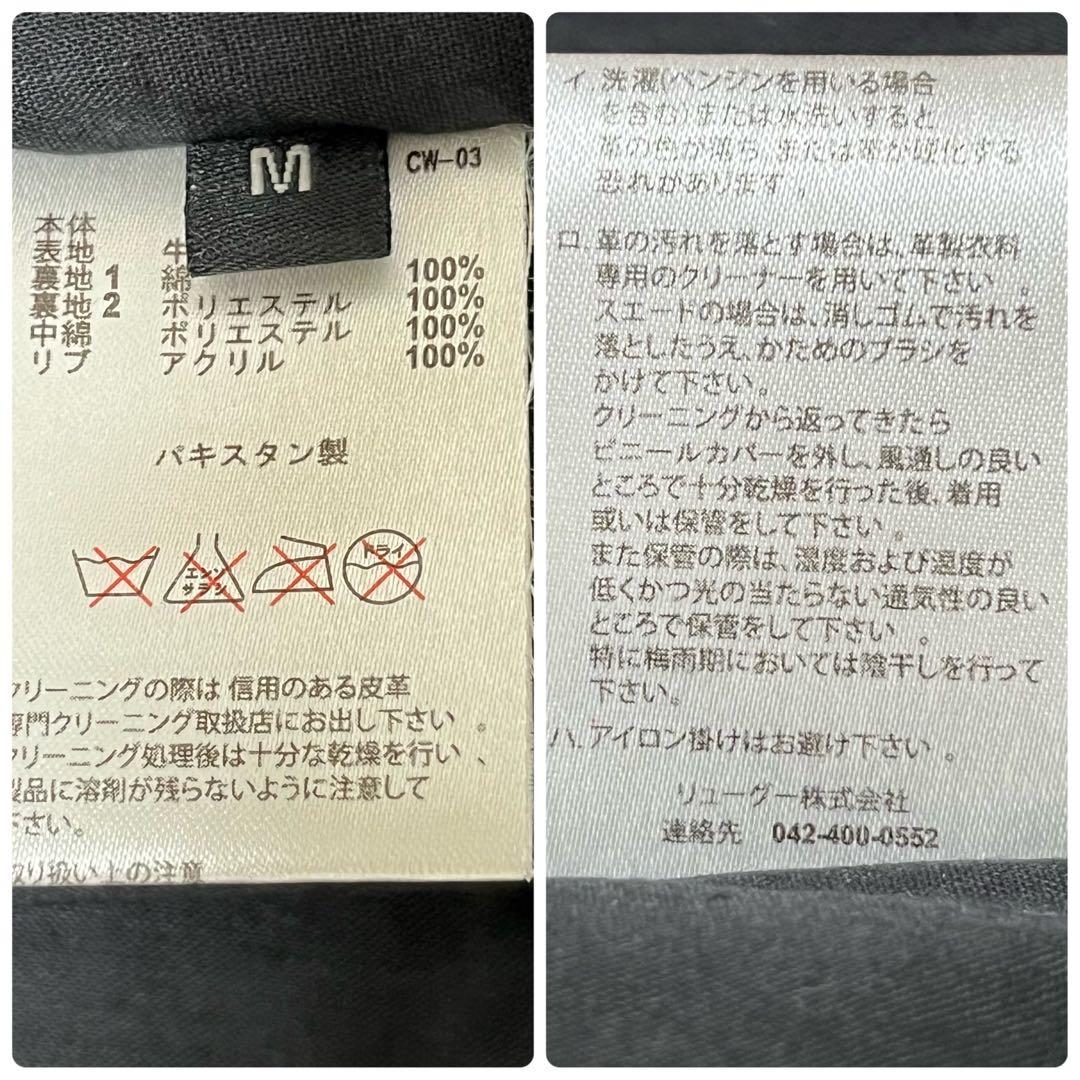 M
CW-03
本体
表地 牛
裏地1 綿 100%
裏地2 ポリエステル 100%
中綿 ポリエステル 100%
リブ アクリル 100%
パキスタン製
エンソ
サラシ
ドライ
クリーニングの際は 信用のある皮革
専門クリーニング取扱店にお出し下さい。
クリーニング処理後は十分な乾燥を行い、
製品に溶剤が残らないように注意して
下さい。
取り扱い上の注意
イ. 洗濯(ベンジンを用いる場合
を含む)または水洗いすると
革の色が落ち、または革が硬化する
恐れがあります。
ロ. 革の汚れを落とす場合は、革製衣料
専用のクリーナーを用いて下さい。
スエードの場合は、消しゴムで汚れを
落としたうえ、かためのブラシを
かけて下さい。
クリーニングから返ってきたら
ビニールカバーを外し、風通しの良い
ところで十分乾燥を行った後、着用
或いは保管をして下さい。
また保管の際は、湿度および温度が
低くかつ光の当たらない通気性の良い
ところで保管をして下さい。
特に梅雨期においては陰干しを行って
下さい。
ハ. アイロン掛けはお避け下さい。
リューグー株式会社
連絡先 042-400-0552